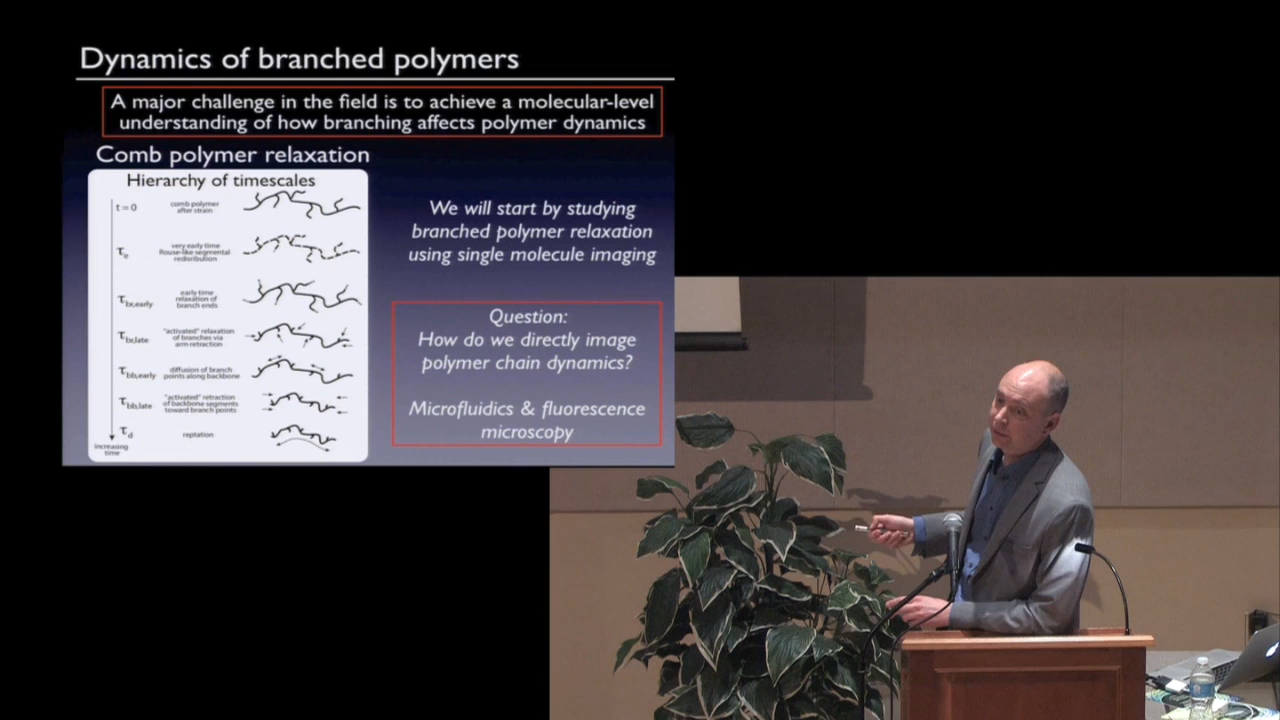 Dynamics of branched polymers
A major challenge in the field is to achieve a molecular-level
understanding of how branching affects polymer dynamics
Comb polymer relaxation
Hierarchy of timescales
t = 0
comb polymer
after strain
τe
very early time
Rouse-like segmental
redisribution
τbr,early
early time
relaxation of
branch ends
τbr,late
"activated" relaxation
of branches via
arm retraction
τbb,early
diffusion of branch
points along backbone
τbb,late
"activated" retraction
of backbone segments
toward branch points
τd
reptation
increasing
time
We will start by studying
branched polymer relaxation
using single molecule imaging
Question:
How do we directly image
polymer chain dynamics?
Microfluidics & fluorescence
microscopy